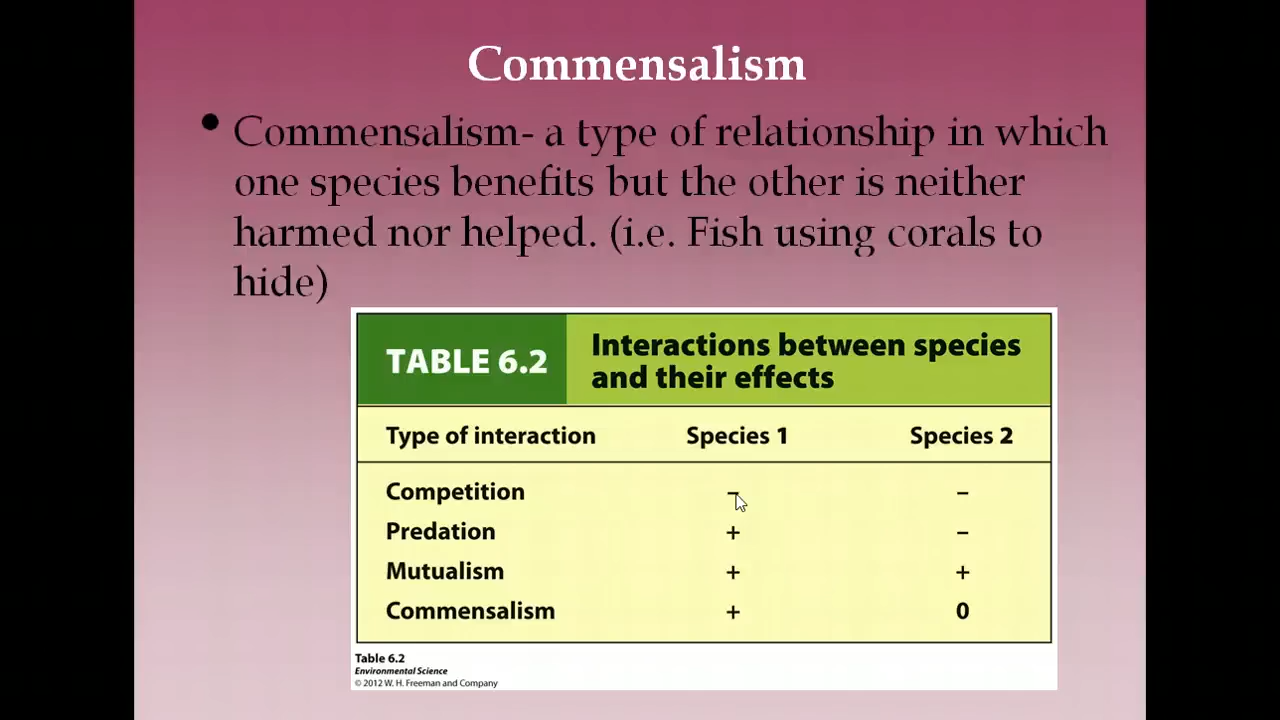 Commensalism
• Commensalism- a type of relationship in which
one species benefits but the other is neither
harmed nor helped. (i.e. Fish using corals to
hide)
TABLE 6.2
Interactions between species
and their effects
Type of interaction Species 1 Species 2
Competition – –
Predation + –
Mutualism + +
Commensalism + 0
Table 6.2
Environmental Science
© 2012 W. H. Freeman and Company